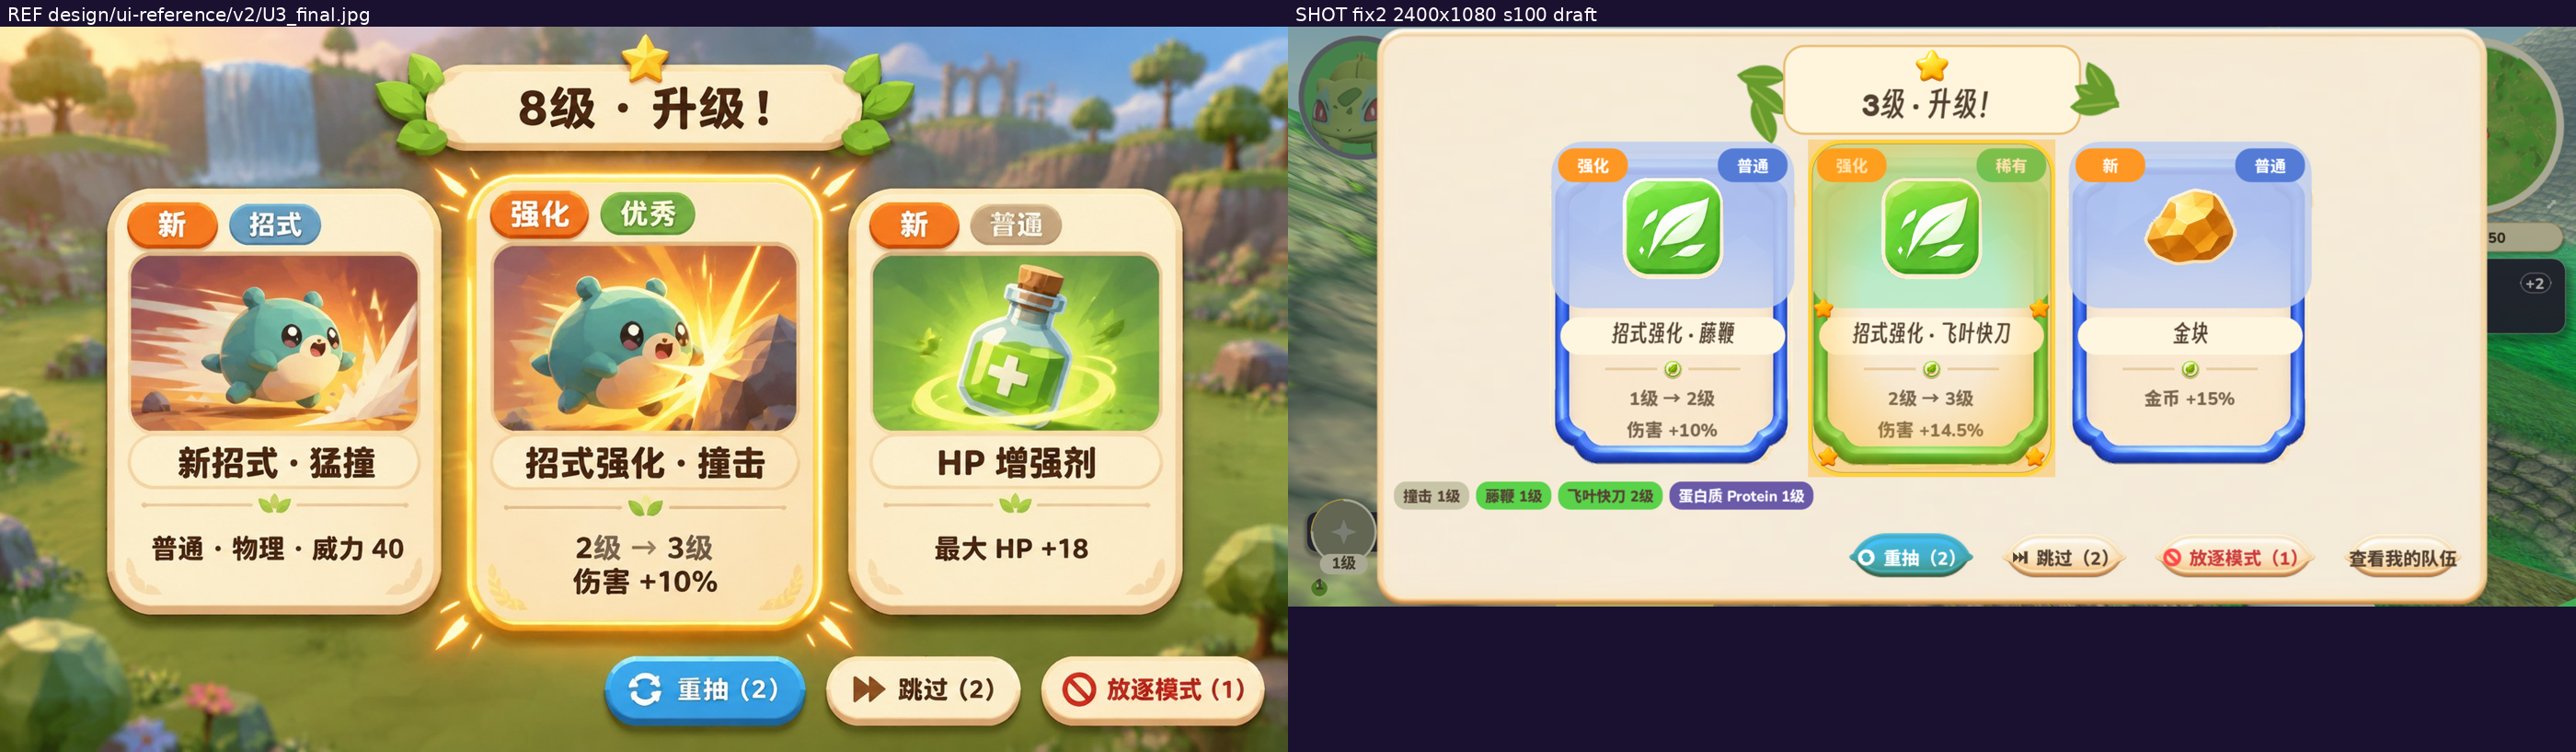 REF design/ui-reference/v2/U3_final.jpg
8级 · 升级！
新 招式
新招式 · 猛撞
普通 · 物理 · 威力 40
强化 优秀
招式强化 · 撞击
2级 → 3级
伤害 +10%
新 普通
HP 增强剂
最大 HP +18
重抽（2） 跳过（2） 放逐模式（1）
SHOT fix2 2400x1080 s100 draft
3级 · 升级！
强化 普通
招式强化 · 藤鞭
1级 → 2级
伤害 +10%
强化 稀有
招式强化 · 飞叶快刀
2级 → 3级
伤害 +14.5%
新 普通
金块
金币 +15%
撞击 1级 藤鞭 1级 飞叶快刀 2级 蛋白质 Protein 1级
重抽（2） 跳过（2） 放逐模式（1） 查看我的队伍
50
+2
1级